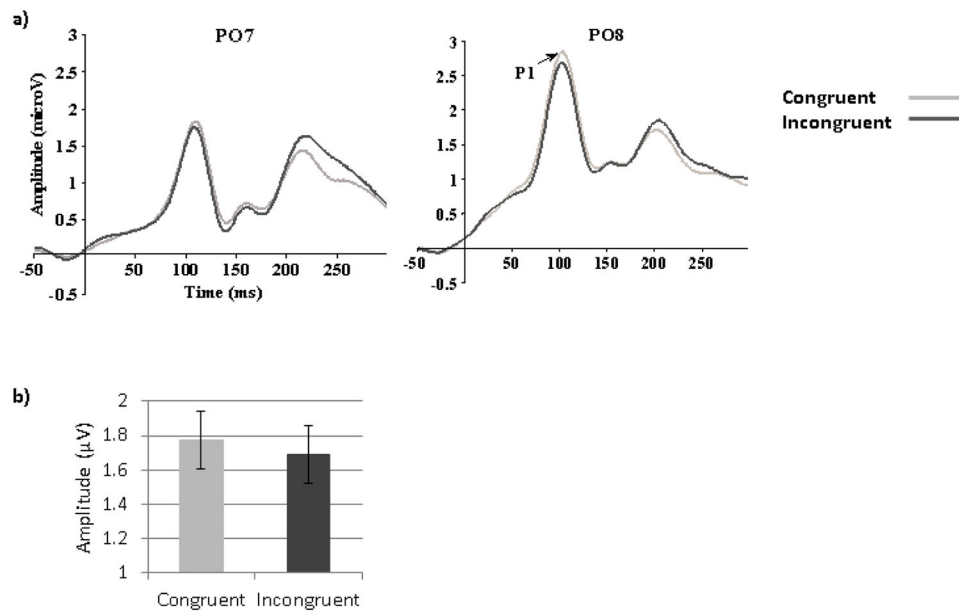 a)
PO7
3
2.5
2
1.5
1
0.5
-0.5
Amplitude (microV)
-50 0 50 100 150 200 250
Time (ms)
PO8
P1
3
2.5
2
1.5
1
0.5
-0.5
-50 0 50 100 150 200 250
Congruent
Incongruent
b)
Amplitude (µV)
2
1.8
1.6
1.4
1.2
1
Congruent Incongruent